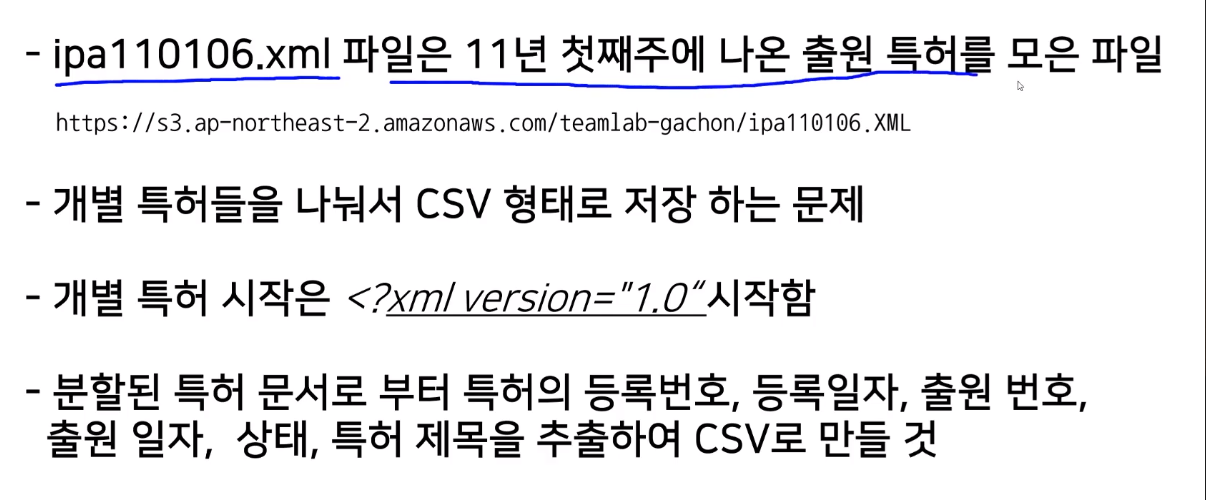 - ipa110106.xml 파일은 11년 첫째주에 나온 출원 특허를 모은 파일
https://s3.ap-northeast-2.amazonaws.com/teamlab-gachon/ipa110106.XML
- 개별 특허들을 나눠서 CSV 형태로 저장 하는 문제
- 개별 특허 시작은 <?xml version="1.0“시작함
- 분할된 특허 문서로 부터 특허의 등록번호, 등록일자, 출원 번호,
출원 일자, 상태, 특허 제목을 추출하여 CSV로 만들 것